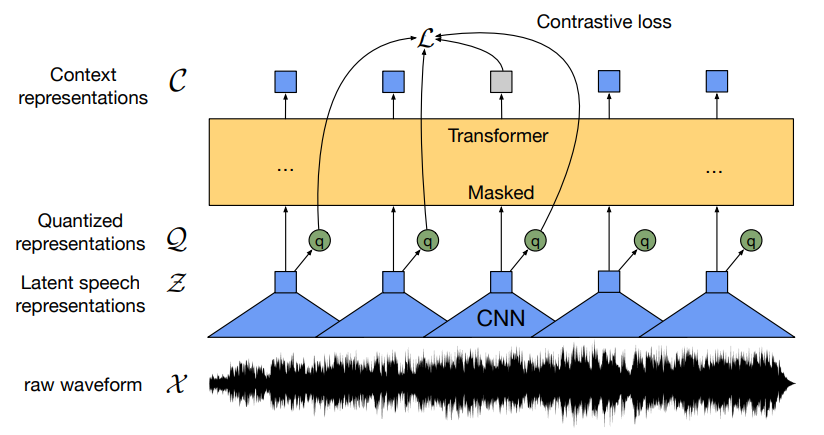 Contrastive loss
ℒ
Context
representations 𝒞
Transformer
... ...
Masked
Quantized
representations 𝒬
q q q q q
Latent speech
representations 𝒵
CNN
raw waveform 𝒳